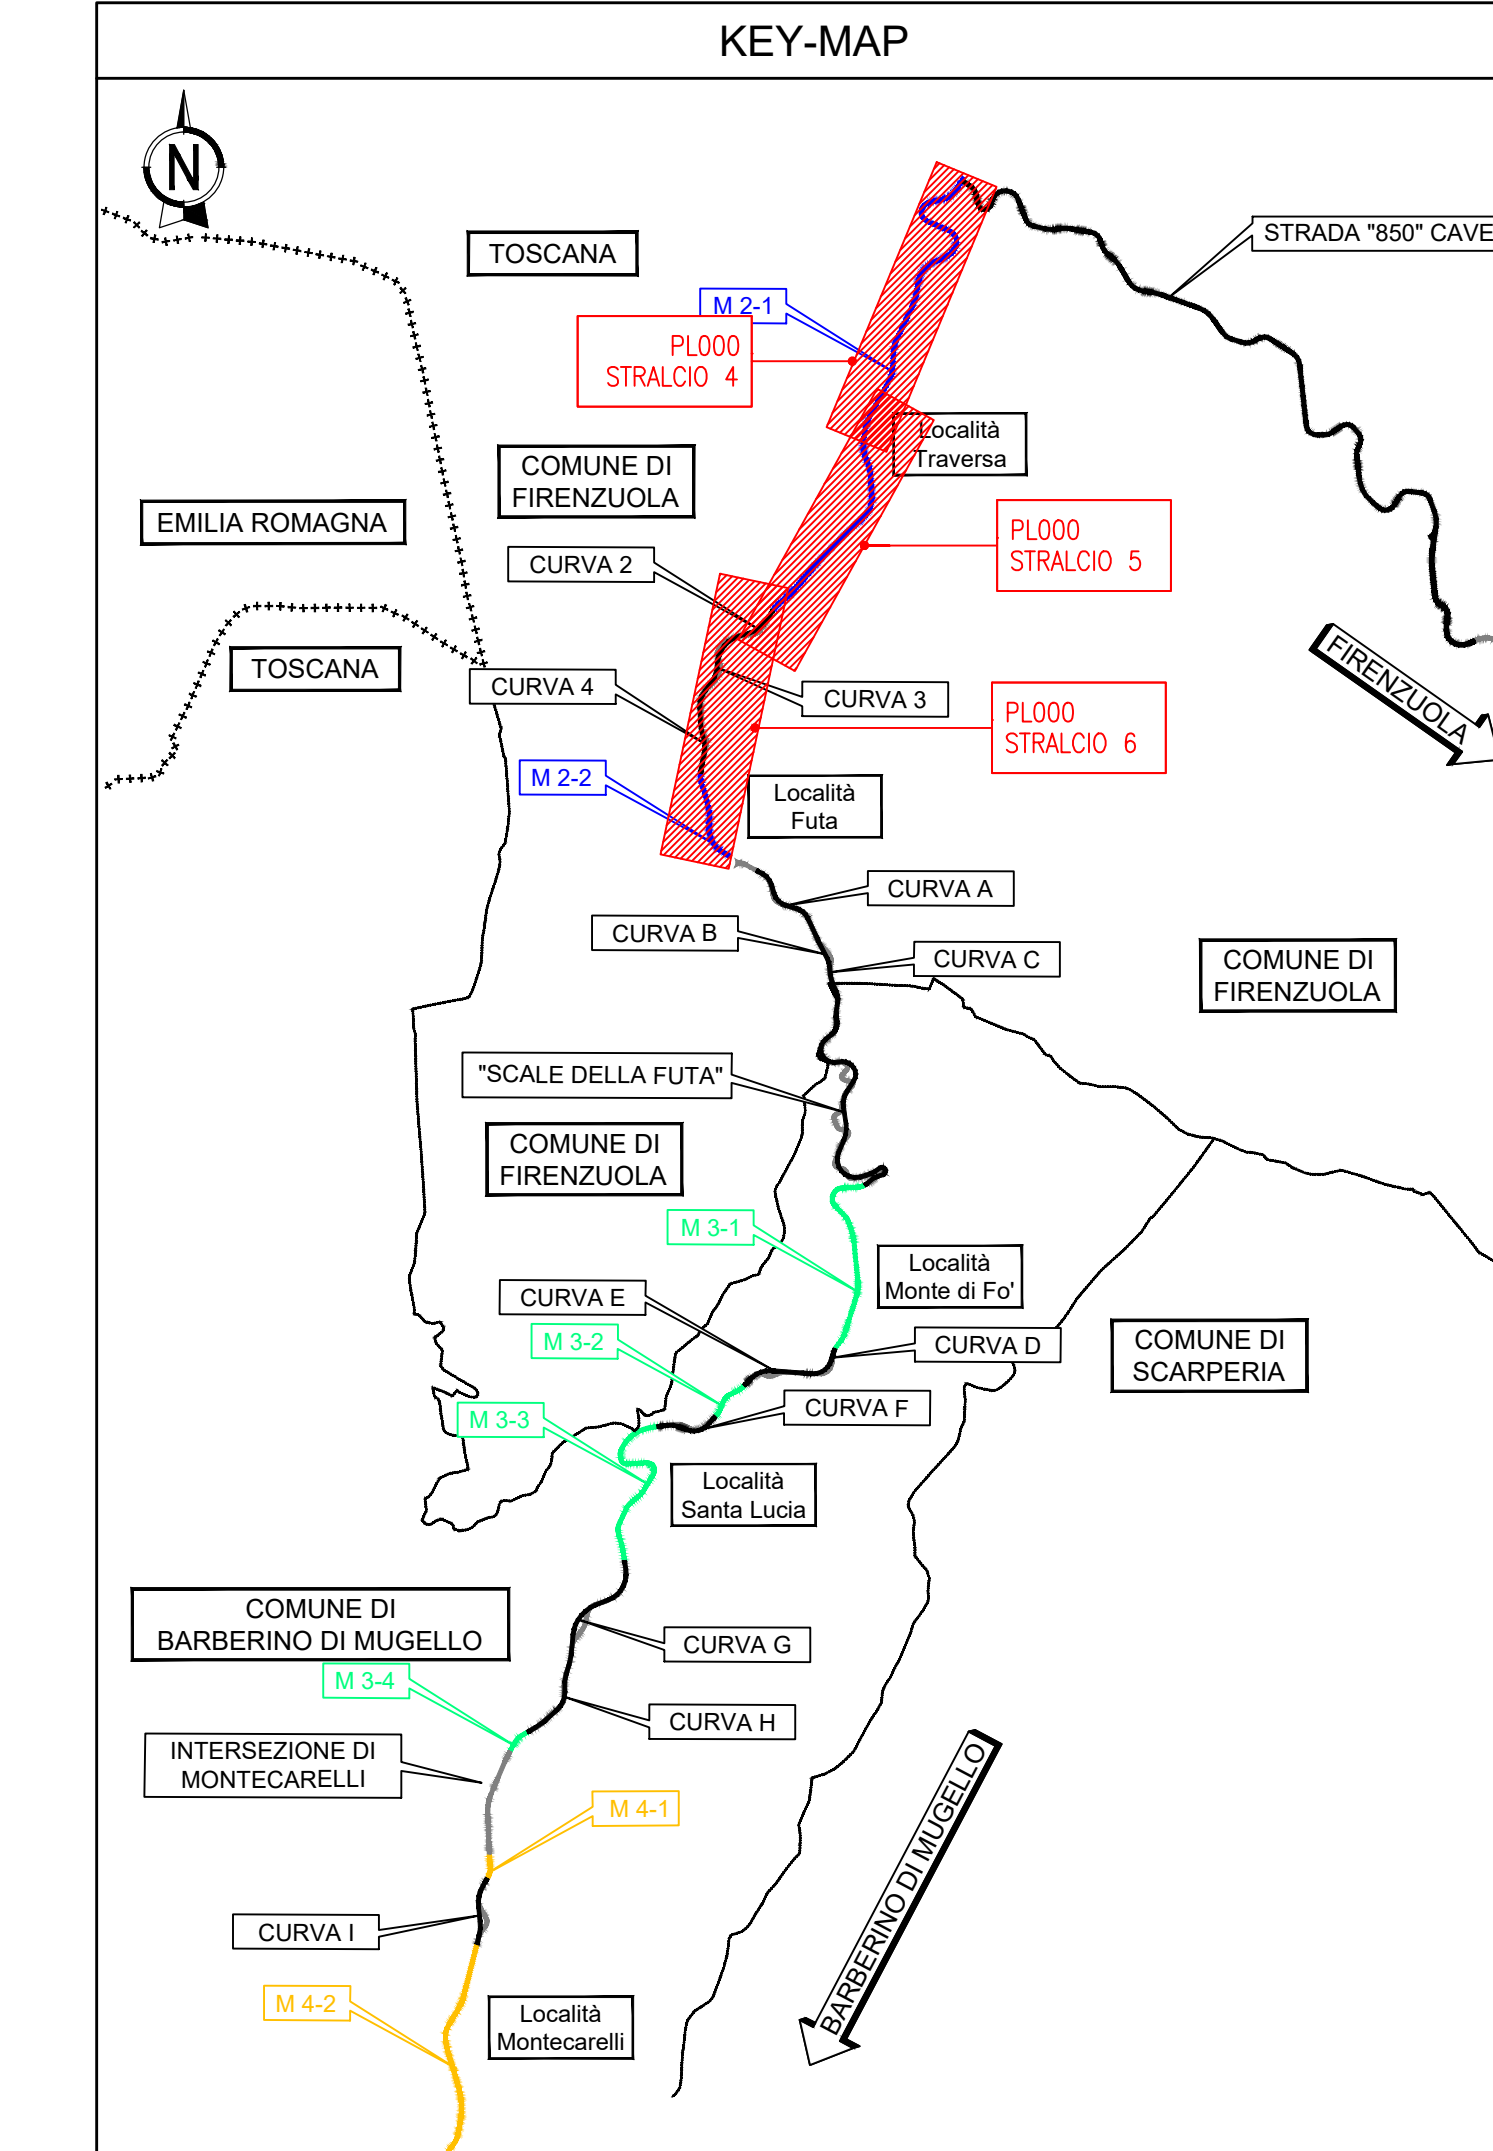 KEY-MAP
N
STRADA "850" CAVE
TOSCANA
M 2-1
PL000
STRALCIO 4
Località
Traversa
COMUNE DI
FIRENZUOLA
EMILIA ROMAGNA
PL000
STRALCIO 5
CURVA 2
TOSCANA
FIRENZUOLA
CURVA 4
CURVA 3
PL000
STRALCIO 6
M 2-2
Località
Futa
CURVA A
CURVA B
CURVA C
COMUNE DI
FIRENZUOLA
"SCALE DELLA FUTA"
COMUNE DI
FIRENZUOLA
M 3-1
Località
Monte di Fo'
CURVA E
M 3-2
CURVA D
COMUNE DI
SCARPERIA
CURVA F
M 3-3
Località
Santa Lucia
COMUNE DI
BARBERINO DI MUGELLO
CURVA G
M 3-4
CURVA H
INTERSEZIONE DI
MONTECARELLI
M 4-1
BARBERINO DI MUGELLO
CURVA I
M 4-2
Località
Montecarelli